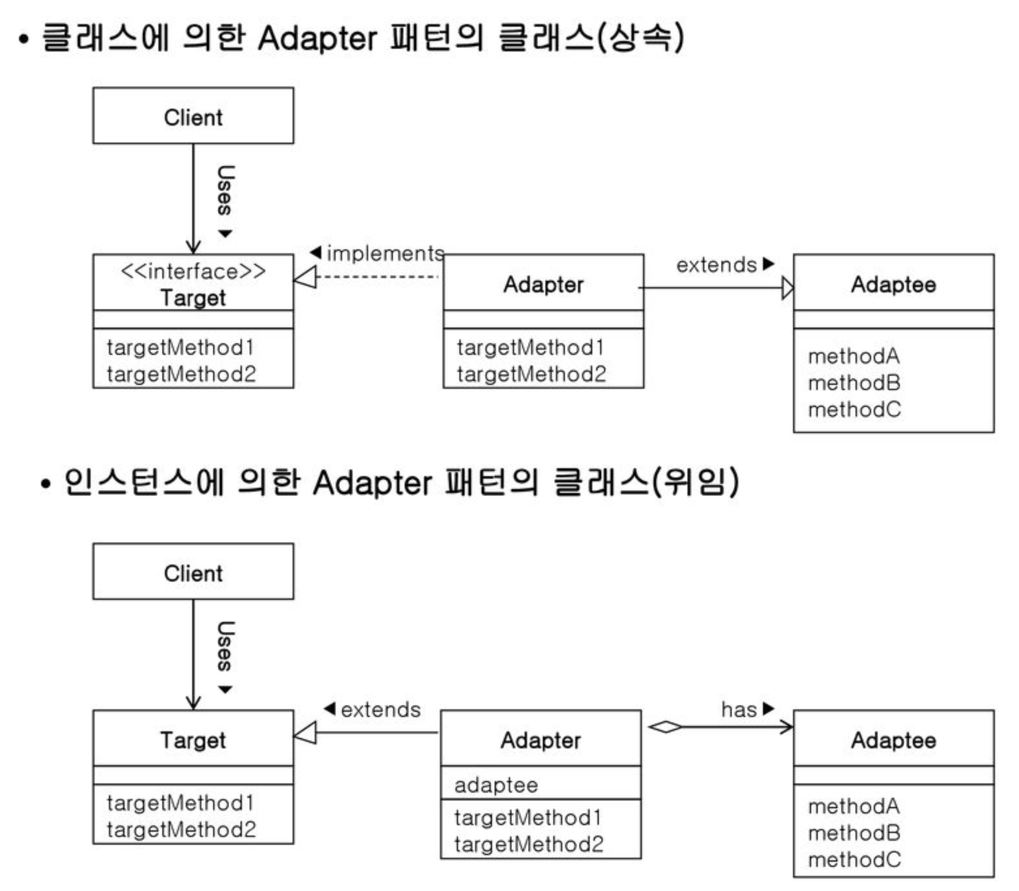 • 클래스에 의한 Adapter 패턴의 클래스(상속)
Client
Uses ▼
<<interface>>
Target
targetMethod1
targetMethod2
◀implements
Adapter
targetMethod1
targetMethod2
extends▶
Adaptee
methodA
methodB
methodC
• 인스턴스에 의한 Adapter 패턴의 클래스(위임)
Client
Uses ▼
Target
targetMethod1
targetMethod2
◀extends
Adapter
adaptee
targetMethod1
targetMethod2
has▶
Adaptee
methodA
methodB
methodC